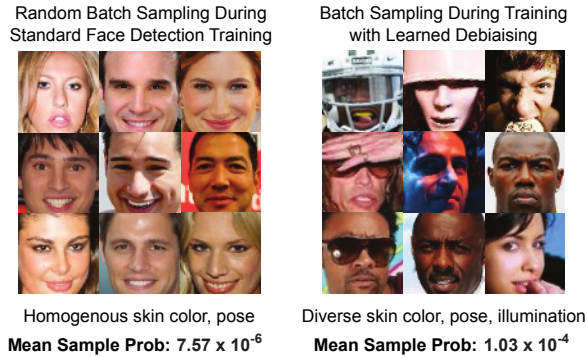 Random Batch Sampling During
Standard Face Detection Training
Homogenous skin color, pose
Mean Sample Prob: 7.57 x 10⁻⁶
Batch Sampling During Training
with Learned Debiaising
Diverse skin color, pose, illumination
Mean Sample Prob: 1.03 x 10⁻⁴